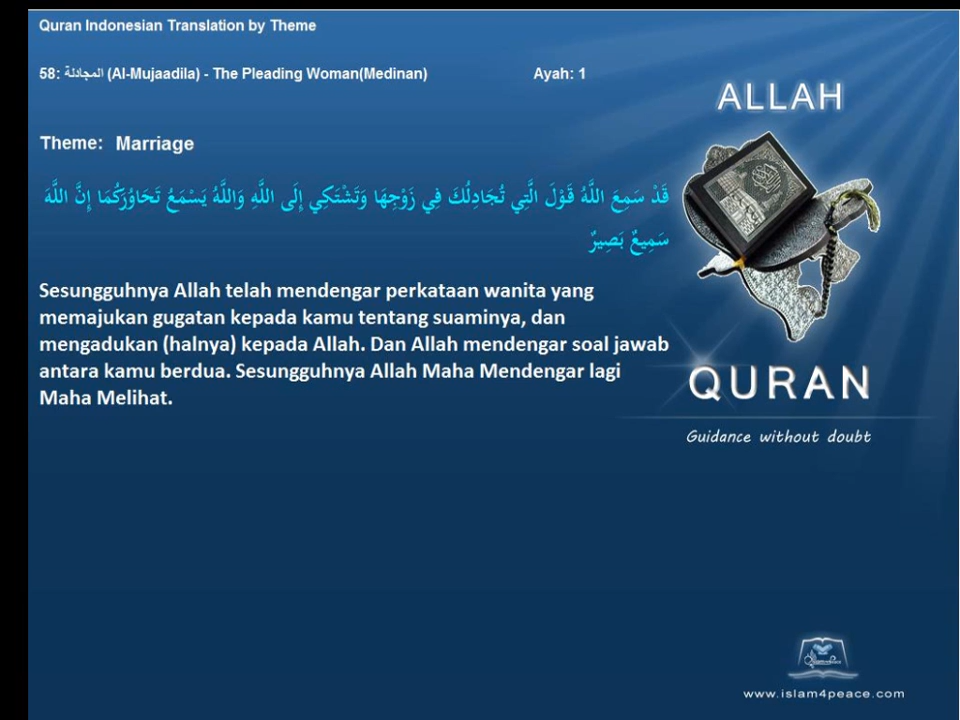 Quran Indonesian Translation by Theme
58: المجادلة (Al-Mujaadila) - The Pleading Woman(Medinan) Ayah: 1
ALLAH
Theme: Marriage
قَدْ سَمِعَ اللَّهُ قَوْلَ الَّتِي تُجَادِلُكَ فِي زَوْجِهَا وَتَشْتَكِي إِلَى اللَّهِ وَاللَّهُ يَسْمَعُ تَحَاوُرَكُمَا إِنَّ اللَّهَ
سَمِيعٌ بَصِيرٌ
Sesungguhnya Allah telah mendengar perkataan wanita yang
memajukan gugatan kepada kamu tentang suaminya, dan
mengadukan (halnya) kepada Allah. Dan Allah mendengar soal jawab
antara kamu berdua. Sesungguhnya Allah Maha Mendengar lagi
Maha Melihat.
QURAN
Guidance without doubt
www.islam4peace.com